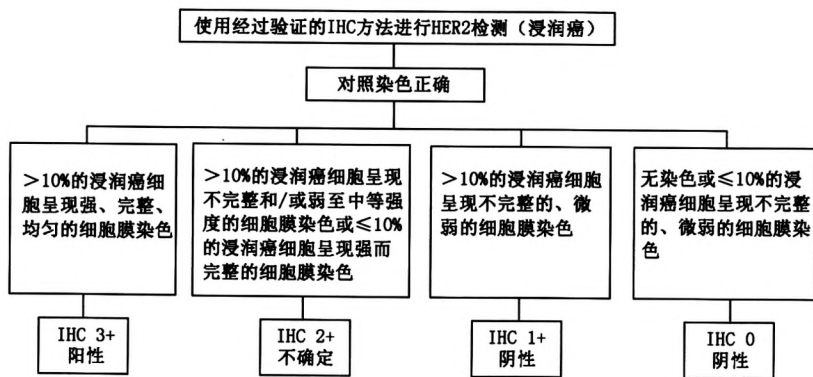 使用经过验证的IHC方法进行HER2检测（浸润癌）
对照染色正确
>10%的浸润癌细
胞呈现强、完整、
均匀的细胞膜染色
>10%的浸润癌细胞呈现
不完整和/或弱至中等强
度的细胞膜染色或≤10%
的浸润癌细胞呈现强而
完整的细胞膜染色
>10%的浸润癌细胞
呈现不完整的、微
弱的细胞膜染色
无染色或≤10%的浸
润癌细胞呈现不完整
的、微弱的细胞膜染
色
IHC 3+
阳性
IHC 2+
不确定
IHC 1+
阴性
IHC 0
阴性